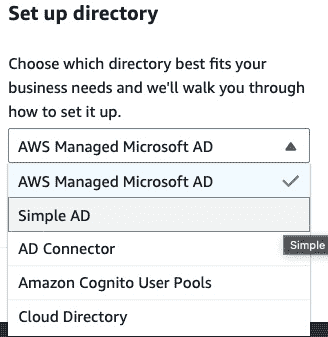 Set up directory
Choose which directory best fits your
business needs and we'll walk you through
how to set it up.
AWS Managed Microsoft AD
AWS Managed Microsoft AD
Simple AD
Simple
AD Connector
Amazon Cognito User Pools
Cloud Directory